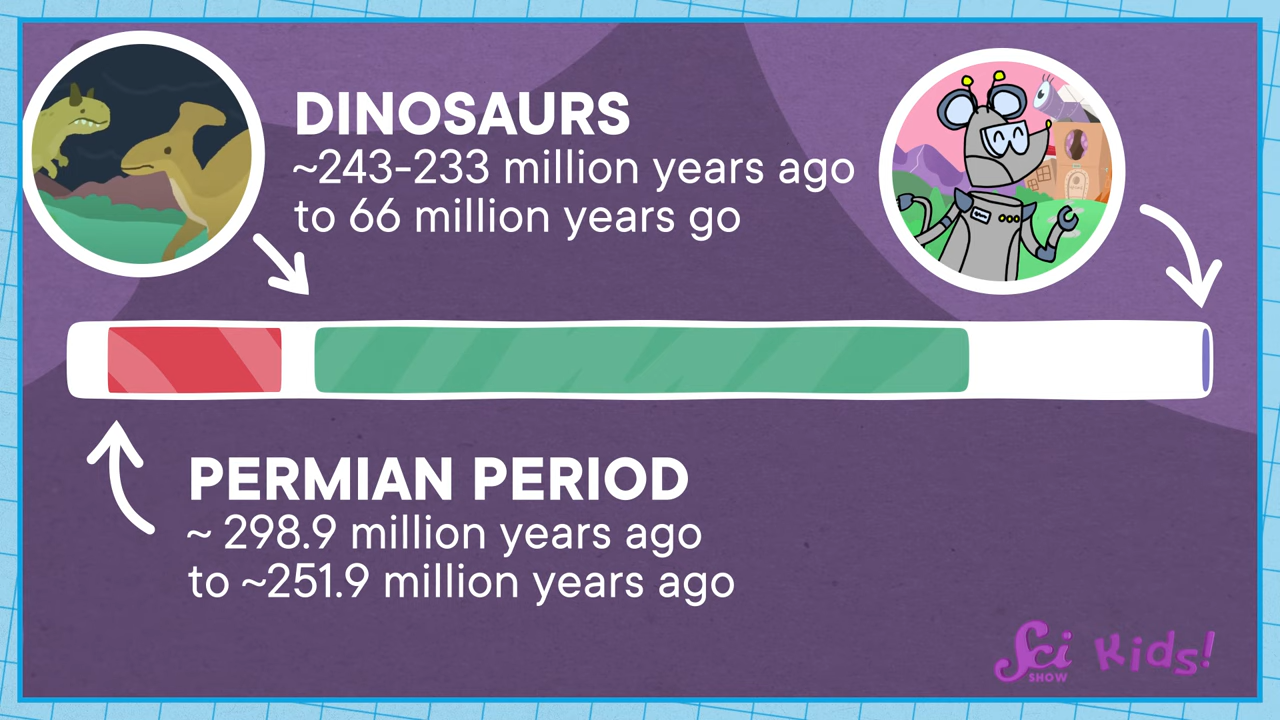 DINOSAURS
~243-233 million years ago
to 66 million years go
PERMIAN PERIOD
~ 298.9 million years ago
to ~251.9 million years ago
Sci Kids!
SHOW